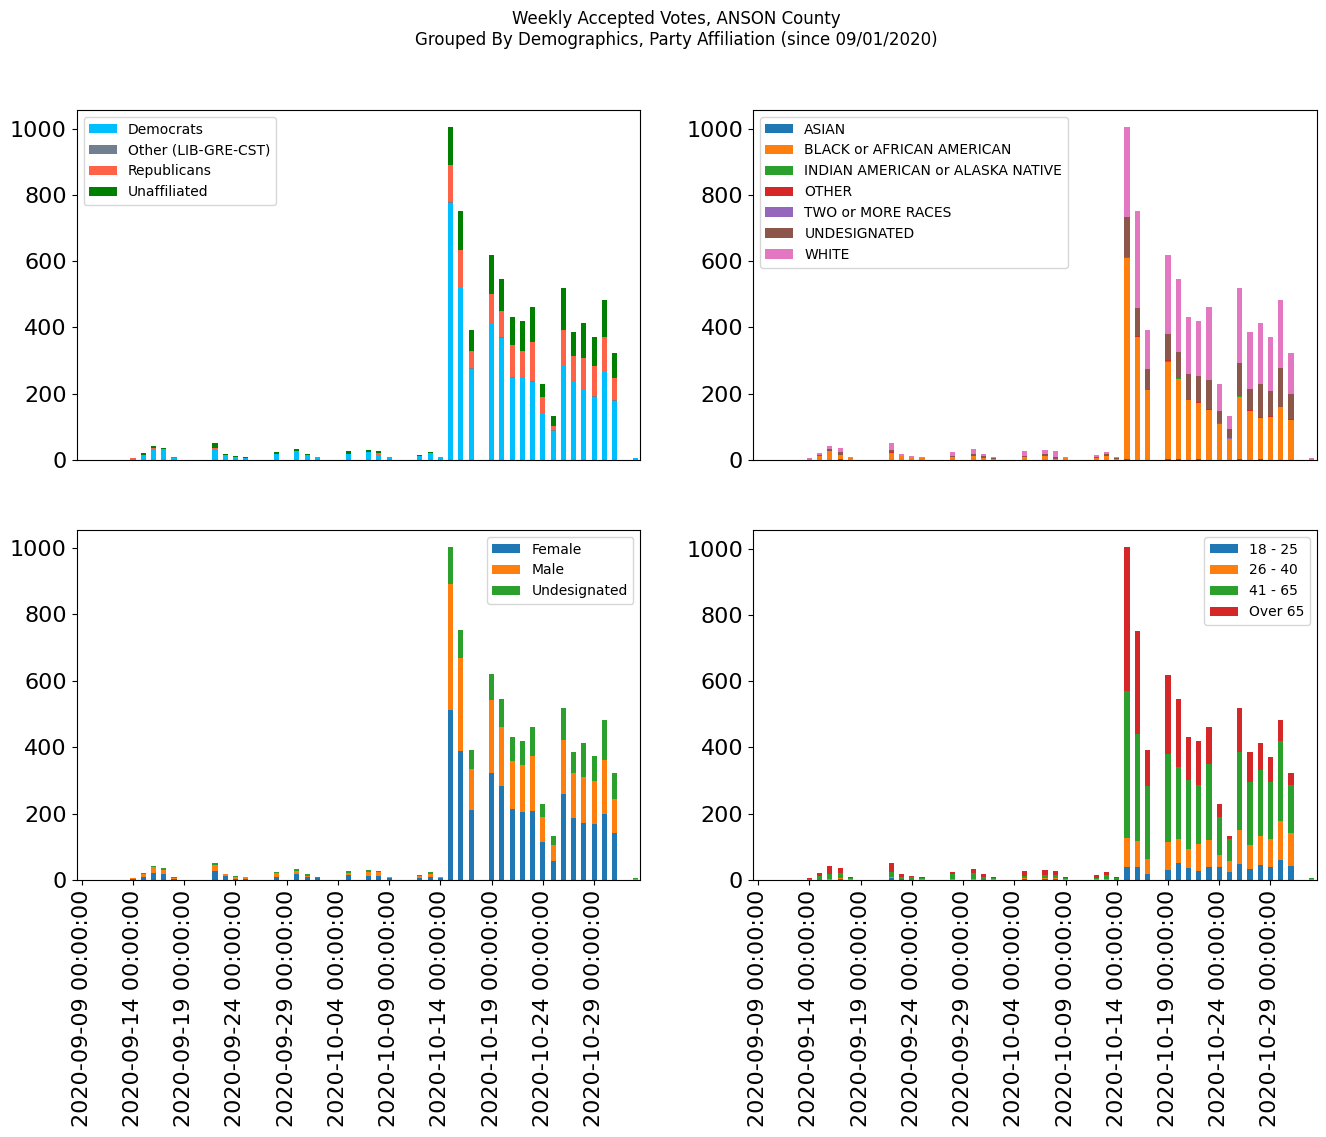 Weekly Accepted Votes, ANSON County
Grouped By Demographics, Party Affiliation (since 09/01/2020)
1000
800
600
400
200
0
Democrats
Other (LIB-GRE-CST)
Republicans
Unaffiliated
1000
800
600
400
200
0
ASIAN
BLACK or AFRICAN AMERICAN
INDIAN AMERICAN or ALASKA NATIVE
OTHER
TWO or MORE RACES
UNDESIGNATED
WHITE
1000
800
600
400
200
0
Female
Male
Undesignated
2020-09-09 00:00:00
2020-09-14 00:00:00
2020-09-19 00:00:00
2020-09-24 00:00:00
2020-09-29 00:00:00
2020-10-04 00:00:00
2020-10-09 00:00:00
2020-10-14 00:00:00
2020-10-19 00:00:00
2020-10-24 00:00:00
2020-10-29 00:00:00
1000
800
600
400
200
0
18 - 25
26 - 40
41 - 65
Over 65
2020-09-09 00:00:00
2020-09-14 00:00:00
2020-09-19 00:00:00
2020-09-24 00:00:00
2020-09-29 00:00:00
2020-10-04 00:00:00
2020-10-09 00:00:00
2020-10-14 00:00:00
2020-10-19 00:00:00
2020-10-24 00:00:00
2020-10-29 00:00:00